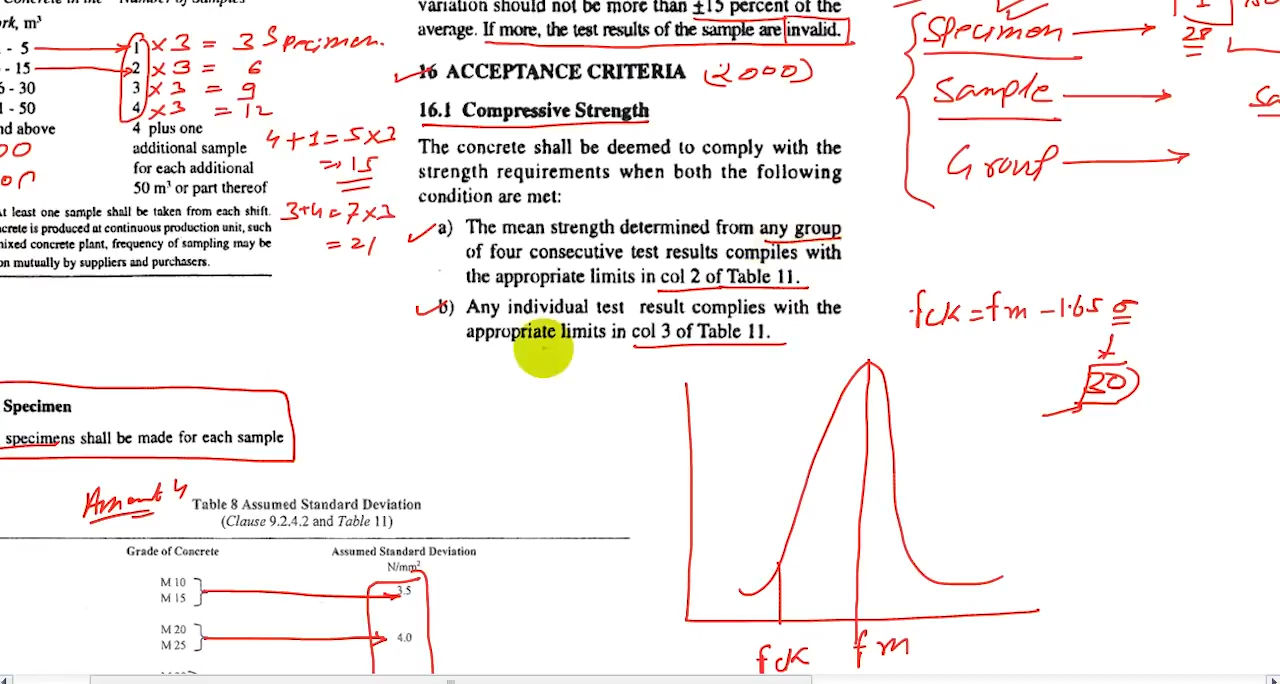 Concrete in the Number of Samples
ork, m³
- 5 1 × 3 = 3 Specimen.
- 15 2 × 3 = 6
6 - 30 3 × 3 = 9
1 - 50 4 × 3 = 12
nd above 4 plus one
additional sample
for each additional
50 m³ or part thereof
4 + 1 = 5 × 3
⇒ 15
3+4 = 7 × 3
= 21
At least one sample shall be taken from each shift.
crete is produced at continuous production unit, such
mixed concrete plant, frequency of sampling may be
on mutually by suppliers and purchasers.
Specimen
specimens shall be made for each sample
Table 8 Assumed Standard Deviation
(Clause 9.2.4.2 and Table 11)
Grade of Concrete Assumed Standard Deviation
N/mm²
M 10
M 15 3.5
M 20
M 25 4.0
variation should not be more than ±15 percent of the
average. If more, the test results of the sample are invalid.
16 ACCEPTANCE CRITERIA (2000)
16.1 Compressive Strength
The concrete shall be deemed to comply with the
strength requirements when both the following
condition are met:
a) The mean strength determined from any group
of four consecutive test results compiles with
the appropriate limits in col 2 of Table 11.
b) Any individual test result complies with the
appropriate limits in col 3 of Table 11.
Specimen
28
Sample
Sa
Group
fck = fm - 1.65 σ
30
fck fm